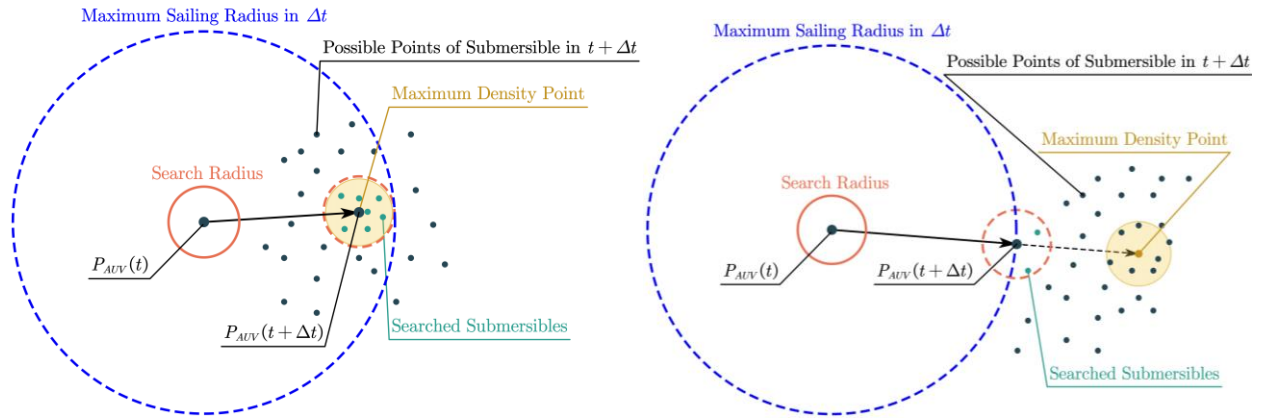 Maximum Sailing Radius in Δt
Possible Points of Submersible in t + Δt
Maximum Density Point
Search Radius
P_AUV(t)
P_AUV(t + Δt)
Searched Submersibles
Maximum Sailing Radius in Δt
Possible Points of Submersible in t + Δt
Maximum Density Point
Search Radius
P_AUV(t)
P_AUV(t + Δt)
Searched Submersibles